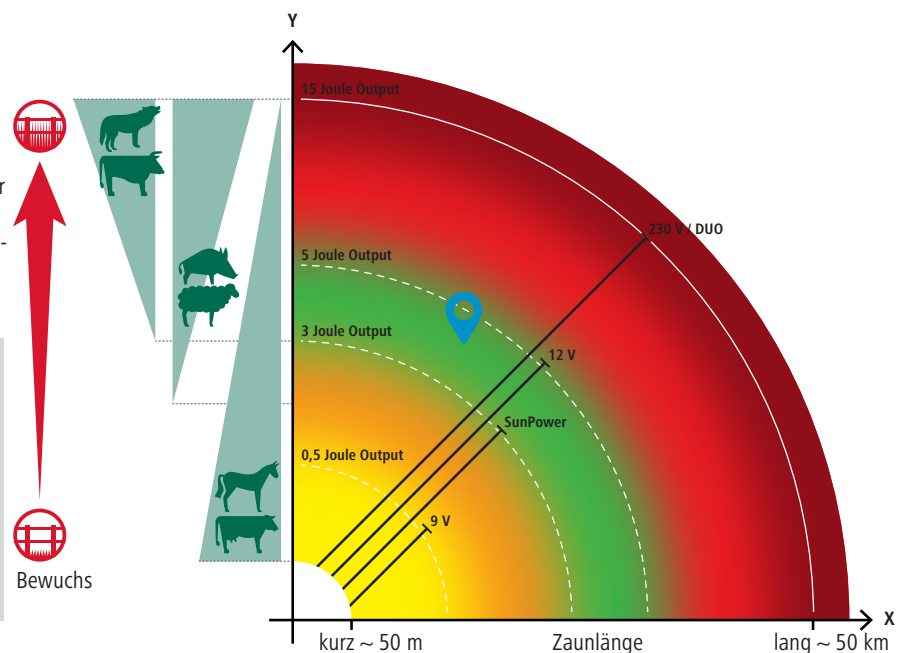 Y
15 Joule Output
r
-
230 V / DUO
5 Joule Output
3 Joule Output
12 V
SunPower
0,5 Joule Output
9 V
Bewuchs
X
kurz ~ 50 m Zaunlänge lang ~ 50 km